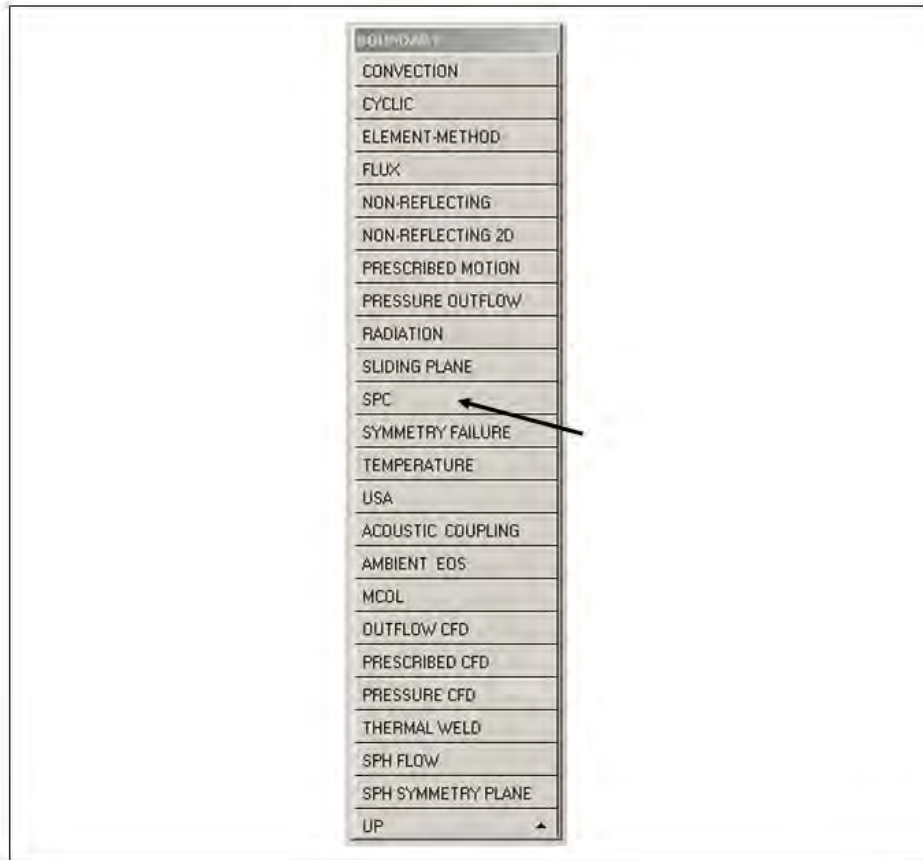 BOUNDARY
CONVECTION
CYCLIC
ELEMENT-METHOD
FLUX
NON-REFLECTING
NON-REFLECTING 2D
PRESCRIBED MOTION
PRESSURE OUTFLOW
RADIATION
SLIDING PLANE
SPC
SYMMETRY FAILURE
TEMPERATURE
USA
ACOUSTIC COUPLING
AMBIENT EOS
MCOL
OUTFLOW CFD
PRESCRIBED CFD
PRESSURE CFD
THERMAL WELD
SPH FLOW
SPH SYMMETRY PLANE
UP